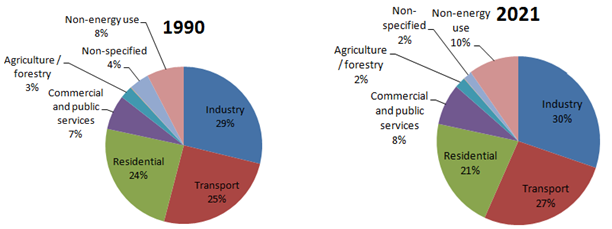 1990
Non-energy use
8%
Non-specified
4%
Agriculture /
forestry
3%
Commercial
and public
services
7%
Residential
24%
Transport
25%
Industry
29%
2021
Non-
specified
2%
Non-energy
use
10%
Agriculture
/ forestry
2%
Commercial
and public
services
8%
Residential
21%
Transport
27%
Industry
30%